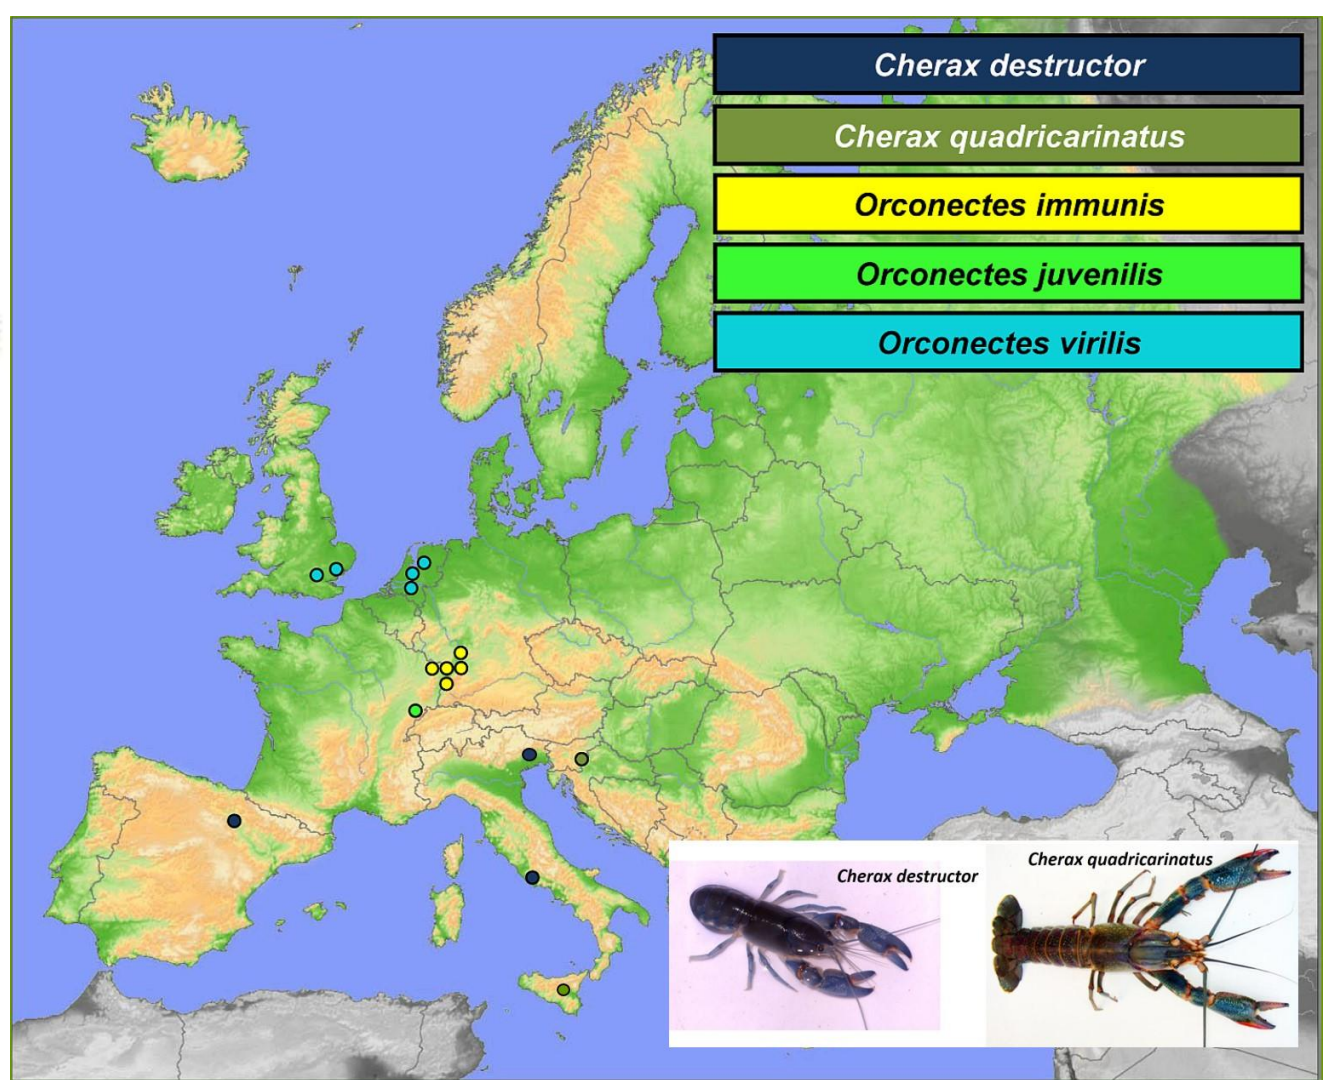 Cherax destructor
Cherax quadricarinatus
Orconectes immunis
Orconectes juvenilis
Orconectes virilis
Cherax destructor
Cherax quadricarinatus